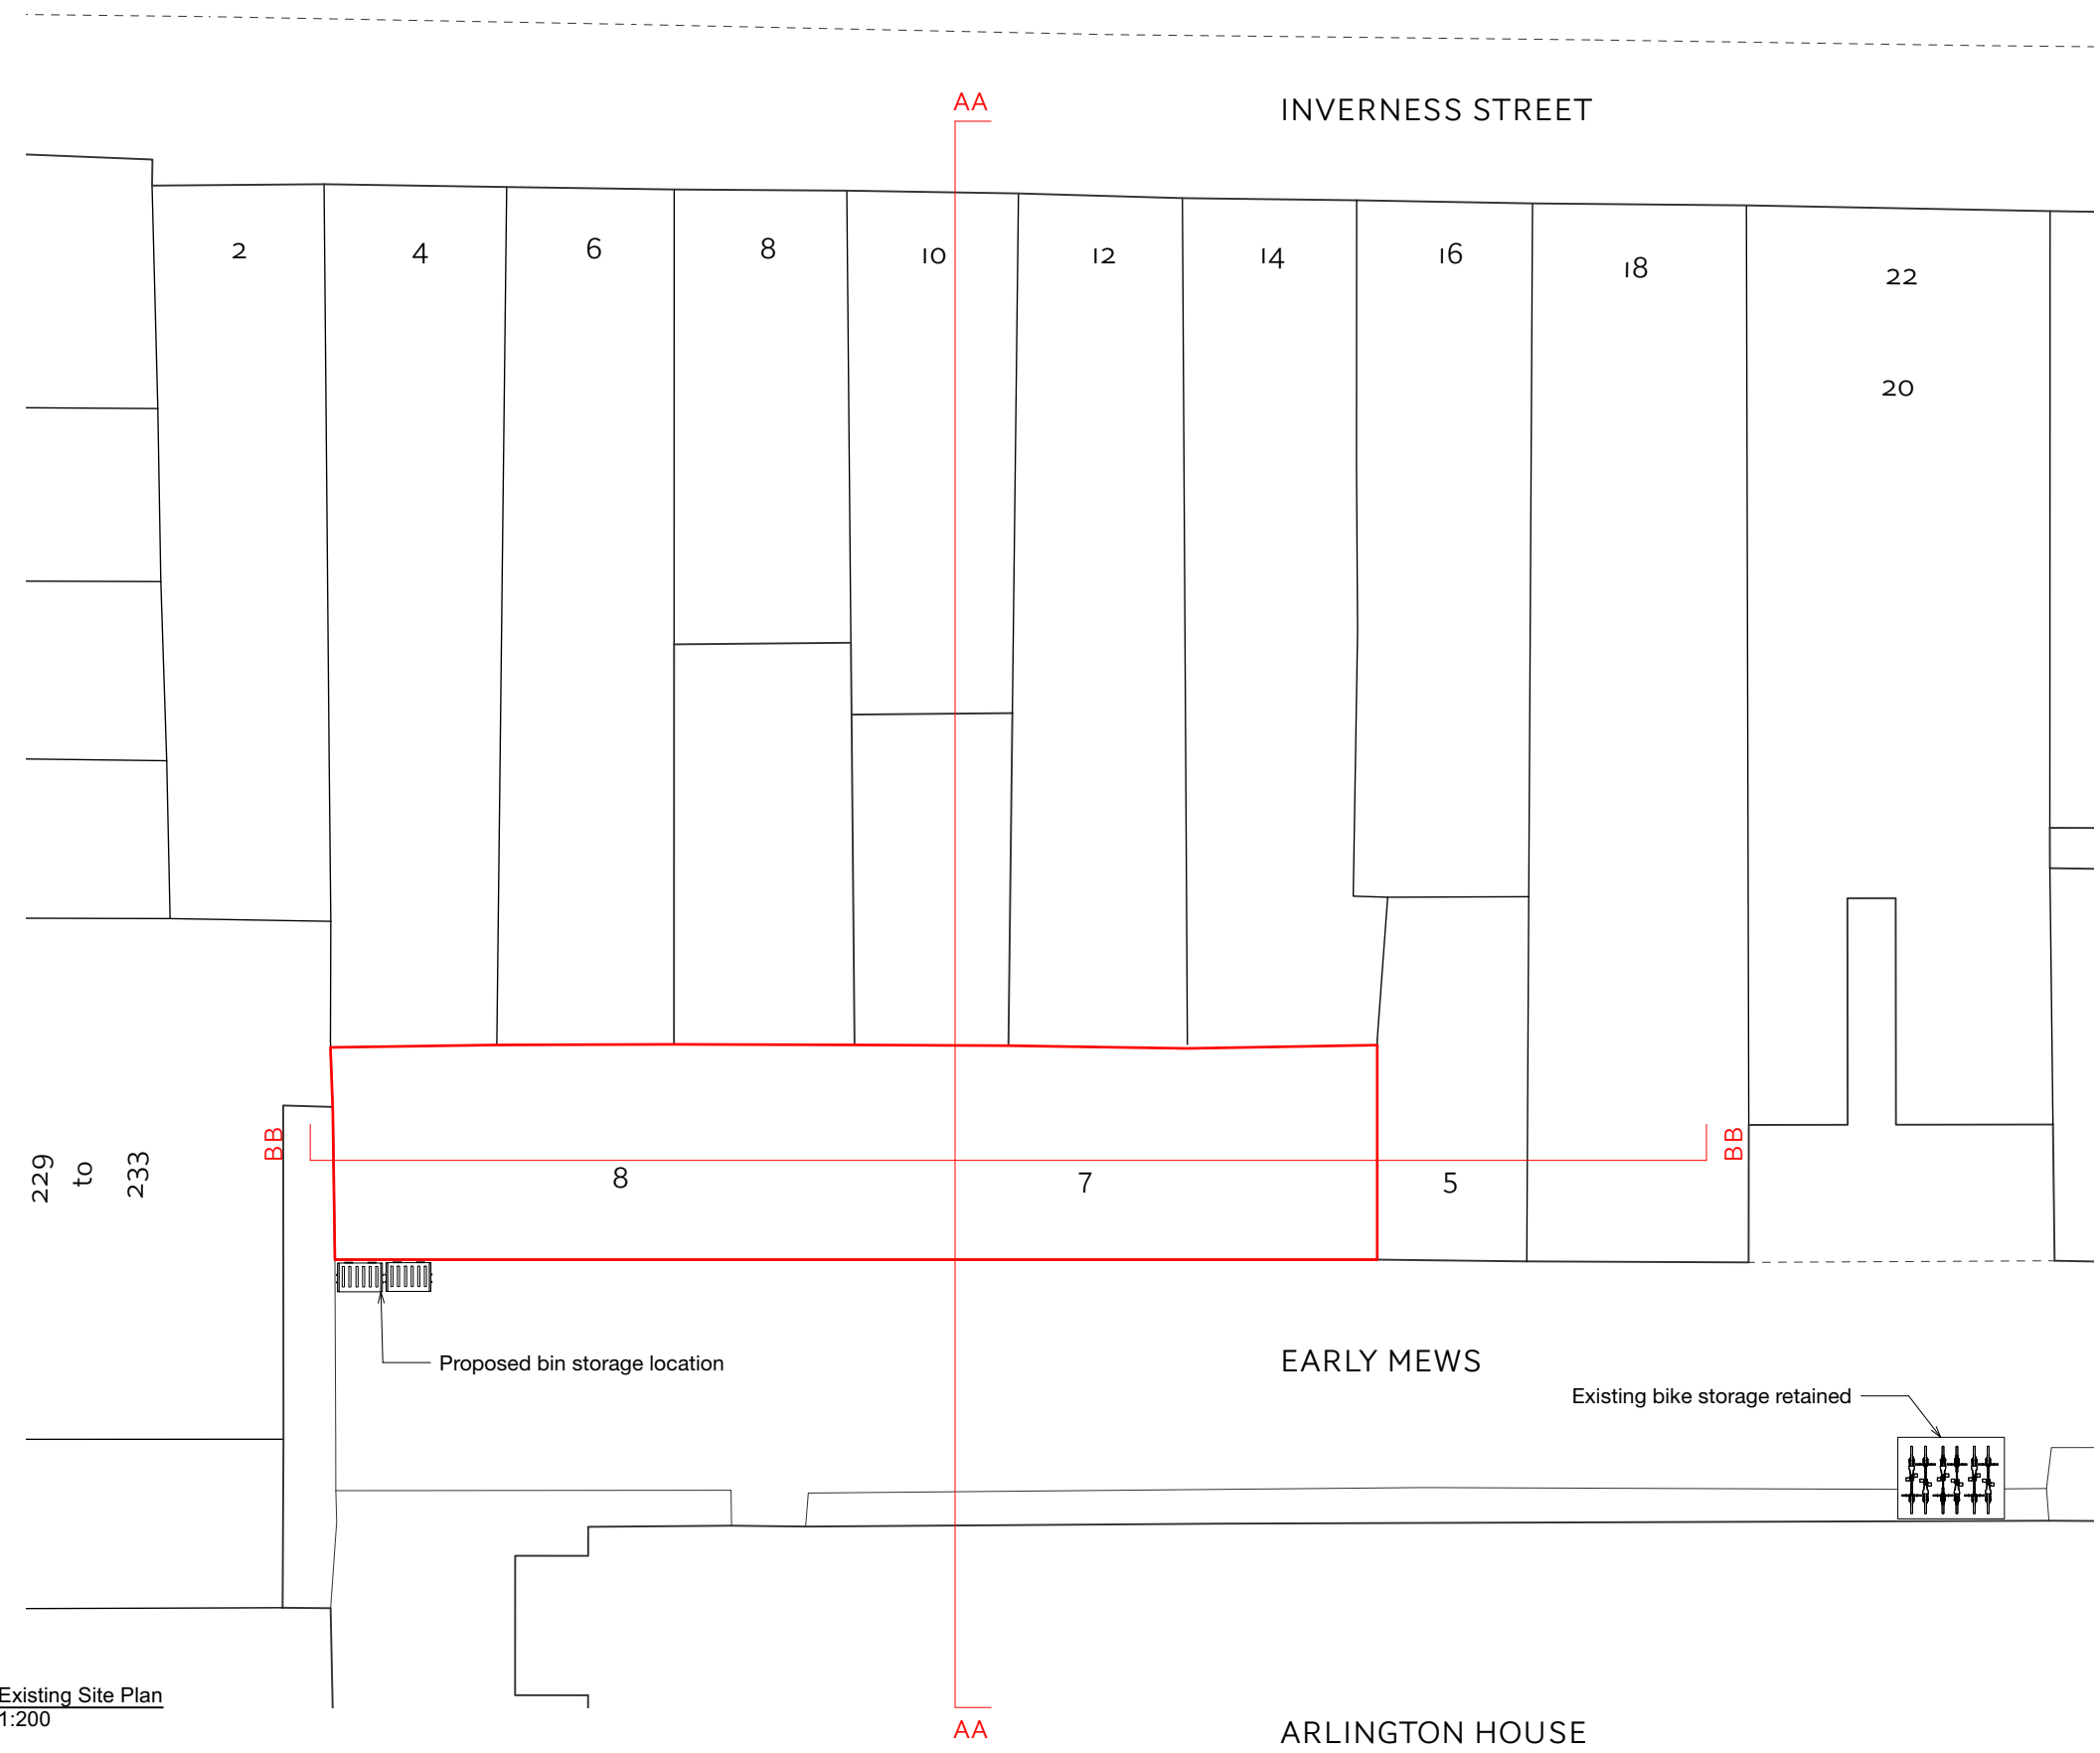 AA
INVERNESS STREET
2
4
6
8
10
12
14
16
18
22
20
229
to
233
BB
8
7
5
BB
Proposed bin storage location
EARLY MEWS
Existing bike storage retained
Existing Site Plan
1:200
AA
ARLINGTON HOUSE